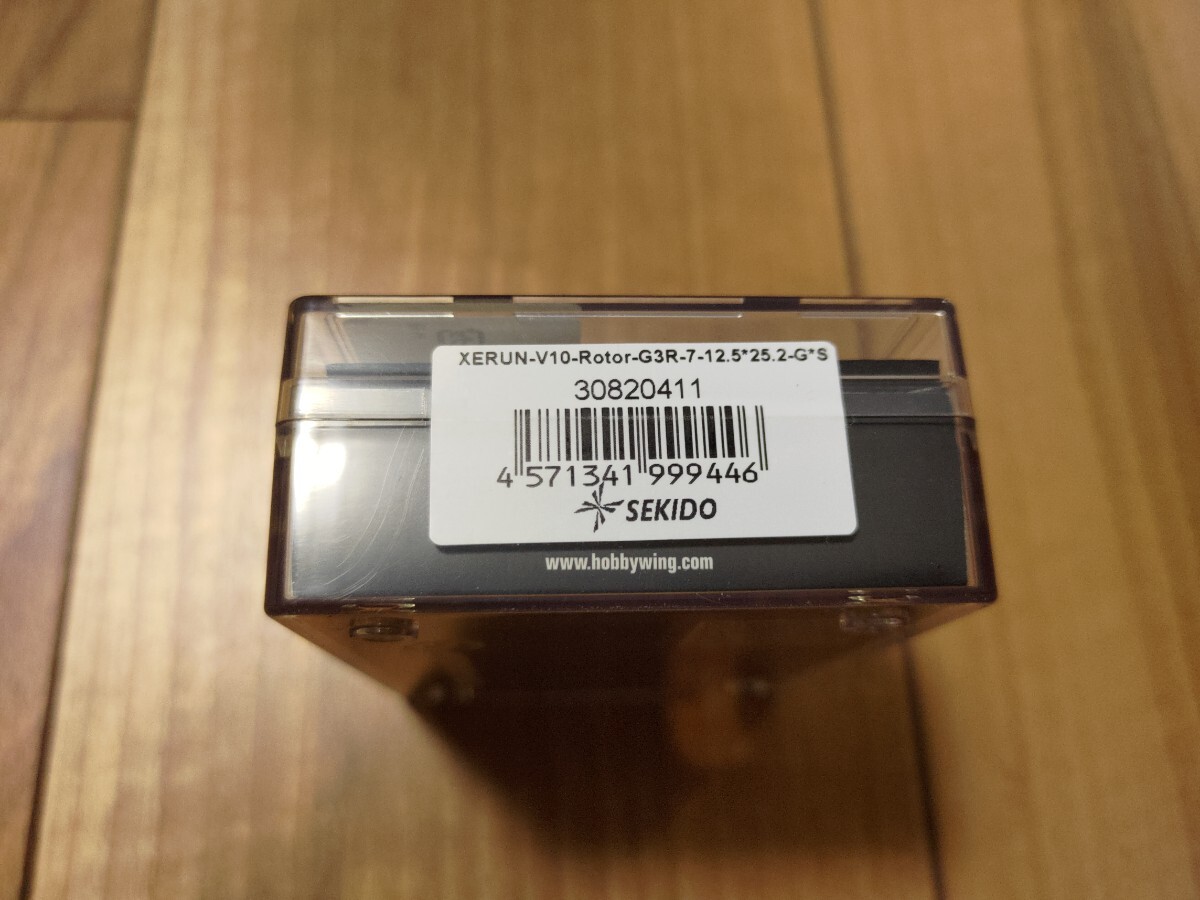 XERUN-V10-Rotor-G3R-7-12.5*25.2-G*S
30820411
4 571341 999446
SEKIDO
www.hobbywing.com